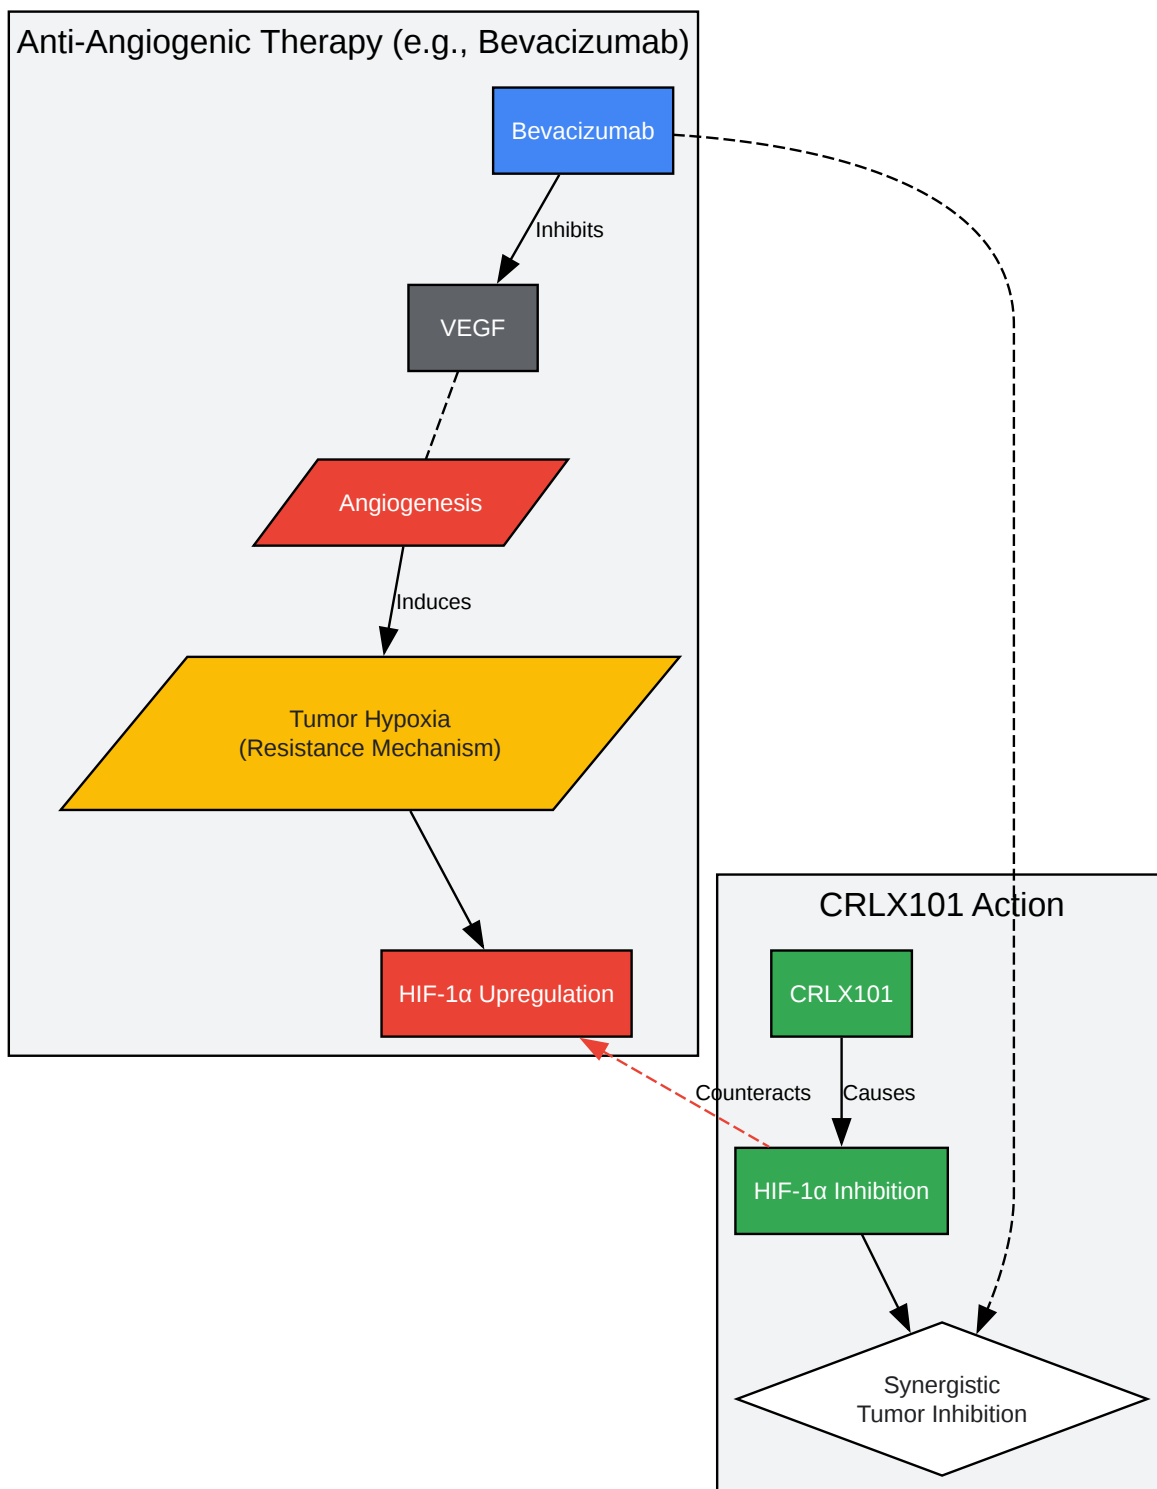 Anti-Angiogenic Therapy (e.g., Bevacizumab)
Bevacizumab
Inhibits
VEGF
Angiogenesis
Induces
Tumor Hypoxia
(Resistance Mechanism)
HIF-1α Upregulation
CRLX101 Action
CRLX101
Counteracts
Causes
HIF-1α Inhibition
Synergistic
Tumor Inhibition